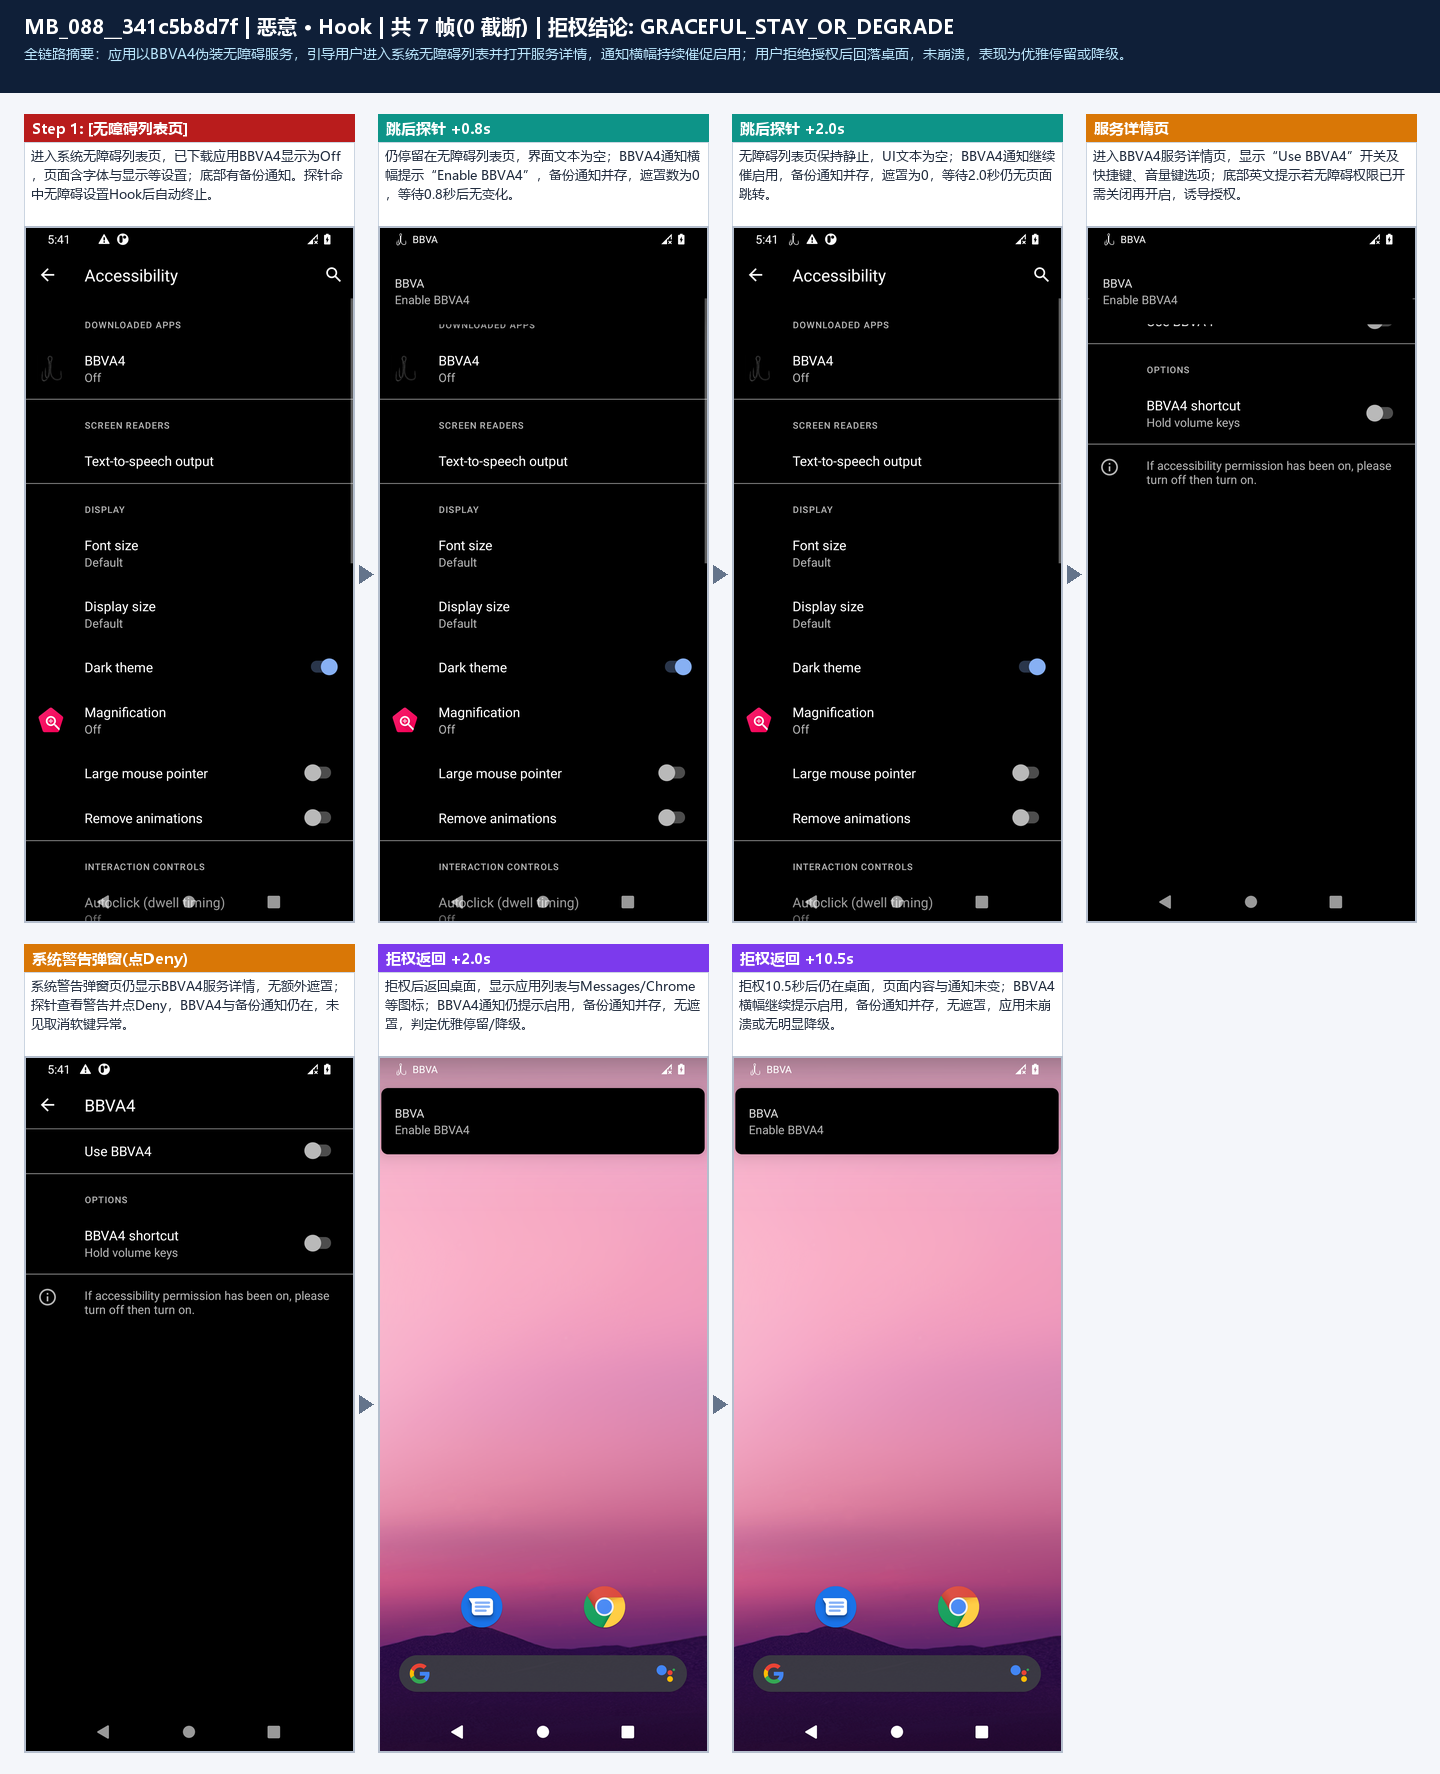 MB_088__341c5b8d7f | 恶意 • Hook | 共 7 帧(0 截断) | 拒权结论: GRACEFUL_STAY_OR_DEGRADE
全链路摘要：应用以BBVA4伪装无障碍服务，引导用户进入系统无障碍列表并打开服务详情，通知横幅持续催促启用；用户拒绝授权后回落桌面，未崩溃，表现为优雅停留或降级。
Step 1: [无障碍列表页]
进入系统无障碍列表页，已下载应用BBVA4显示为Off
，页面含字体与显示等设置；底部有备份通知。探针命
中无障碍设置Hook后自动终止。
5:41
Accessibility
DOWNLOADED APPS
BBVA4
Off
SCREEN READERS
Text-to-speech output
DISPLAY
Font size
Default
Display size
Default
Dark theme
Magnification
Off
Large mouse pointer
Remove animations
INTERACTION CONTROLS
Autoclick (dwell timing)
Off
跳后探针 +0.8s
仍停留在无障碍列表页，界面文本为空；BBVA4通知横
幅提示“Enable BBVA4”，备份通知并存，遮罩数为0
，等待0.8秒后无变化。
BBVA
BBVA
Enable BBVA4
DOWNLOADED APPS
BBVA4
Off
SCREEN READERS
Text-to-speech output
DISPLAY
Font size
Default
Display size
Default
Dark theme
Magnification
Off
Large mouse pointer
Remove animations
INTERACTION CONTROLS
Autoclick (dwell timing)
Off
跳后探针 +2.0s
无障碍列表页保持静止，UI文本为空；BBVA4通知继续
催启用，备份通知并存，遮罩为0，等待2.0秒仍无页面
跳转。
5:41
Accessibility
DOWNLOADED APPS
BBVA4
Off
SCREEN READERS
Text-to-speech output
DISPLAY
Font size
Default
Display size
Default
Dark theme
Magnification
Off
Large mouse pointer
Remove animations
INTERACTION CONTROLS
Autoclick (dwell timing)
Off
服务详情页
进入BBVA4服务详情页，显示“Use BBVA4”开关及
快捷键、音量键选项；底部英文提示若无障碍权限已开
需关闭再开启，诱导授权。
BBVA
BBVA
Enable BBVA4
Use BBVA4
OPTIONS
BBVA4 shortcut
Hold volume keys
If accessibility permission has been on, please
turn off then turn on.
系统警告弹窗(点Deny)
系统警告弹窗页仍显示BBVA4服务详情，无额外遮罩；
探针查看警告并点Deny，BBVA4与备份通知仍在，未
见取消软键异常。
5:41
BBVA4
Use BBVA4
OPTIONS
BBVA4 shortcut
Hold volume keys
If accessibility permission has been on, please
turn off then turn on.
拒权返回 +2.0s
拒权后返回桌面，显示应用列表与Messages/Chrome
等图标；BBVA4通知仍提示启用，备份通知并存，无遮
罩，判定优雅停留/降级。
BBVA
BBVA
Enable BBVA4
拒权返回 +10.5s
拒权10.5秒后仍在桌面，页面内容与通知未变；BBVA4
横幅继续提示启用，备份通知并存，无遮罩，应用未崩
溃或无明显降级。
BBVA
BBVA
Enable BBVA4